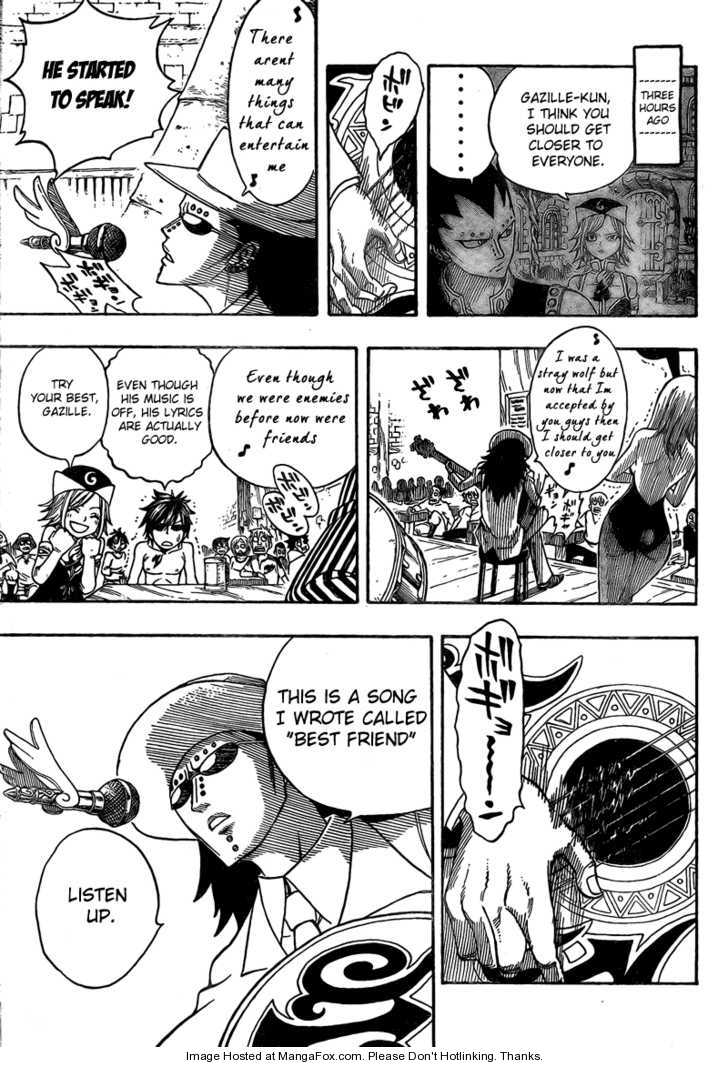 THREE
HOURS
AGO
GAZILLE-KUN,
I THINK YOU
SHOULD GET
CLOSER TO
EVERYONE.
.......
There
arent
many
things
that can
entertain
me
HE STARTED
TO SPEAK!
I was a
stray wolf but
now that Im
accepted by
you guys then
I should get
closer to you
ざわ
ざわ
Even though
we were enemies
before now were
friends
EVEN THOUGH
HIS MUSIC IS
OFF, HIS LYRICS
ARE ACTUALLY
GOOD.
TRY
YOUR BEST,
GAZILLE.
THIS IS A SONG
I WROTE CALLED
"BEST FRIEND"
LISTEN
UP.
Image Hosted at MangaFox.com. Please Don't Hotlinking. Thanks.